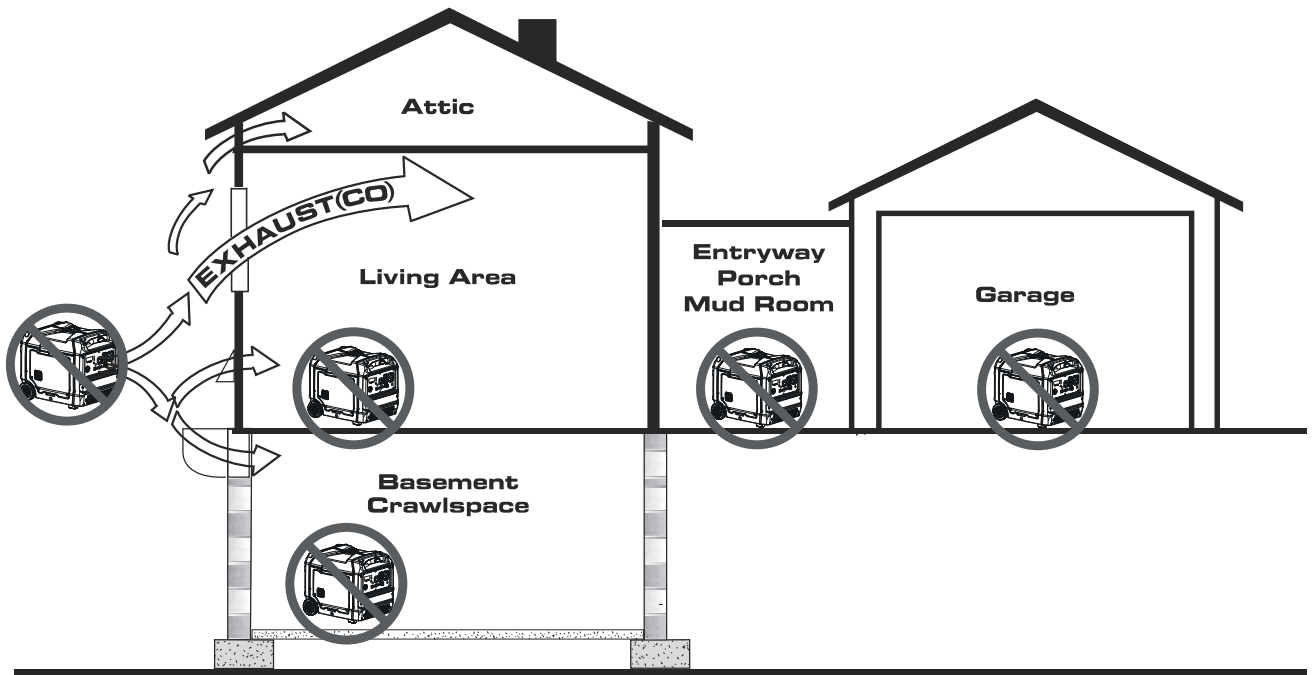 Attic
EXHAUST(CO)
Living Area
Entryway
Porch
Mud Room
Garage
Basement
Crawlspace